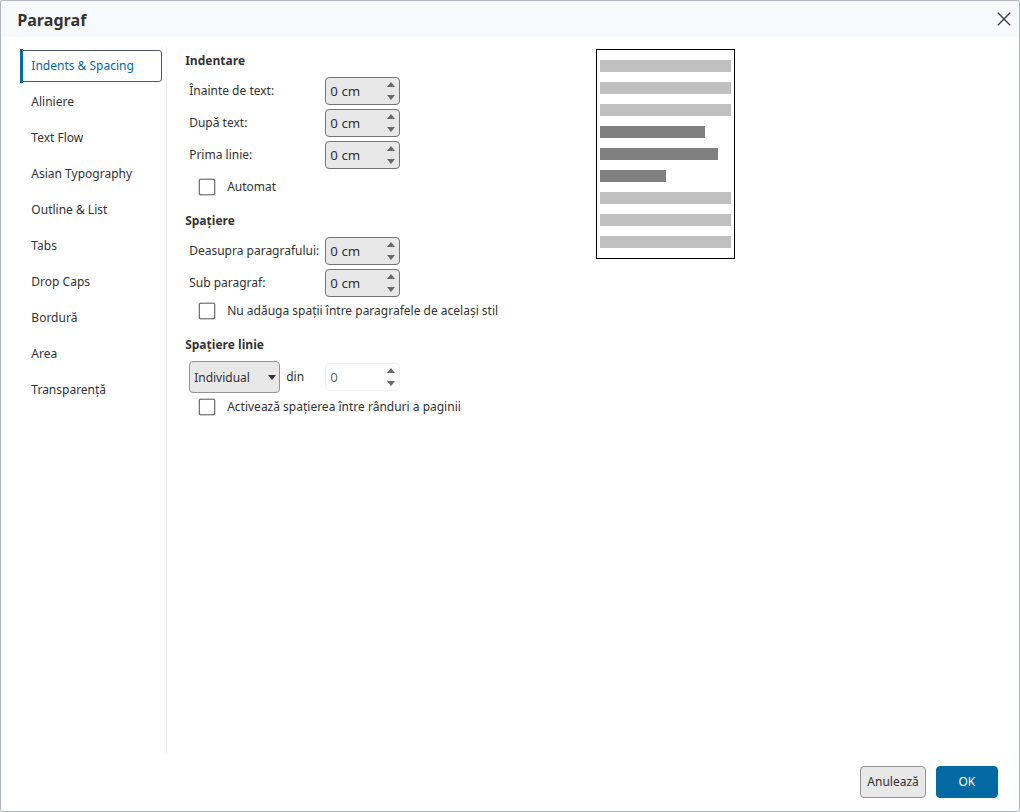 Paragraf
Indents & Spacing
Aliniere
Text Flow
Asian Typography
Outline & List
Tabs
Drop Caps
Bordură
Area
Transparență
Indentare
Înainte de text: 0 cm
După text: 0 cm
Prima linie: 0 cm
Automat
Spațiere
Deasupra paragrafului: 0 cm
Sub paragraf: 0 cm
Nu adăuga spații între paragrefele de același stil
Spațiere linie
Individual din 0
Activează spațierea între rânduri a paginii
Anulează OK